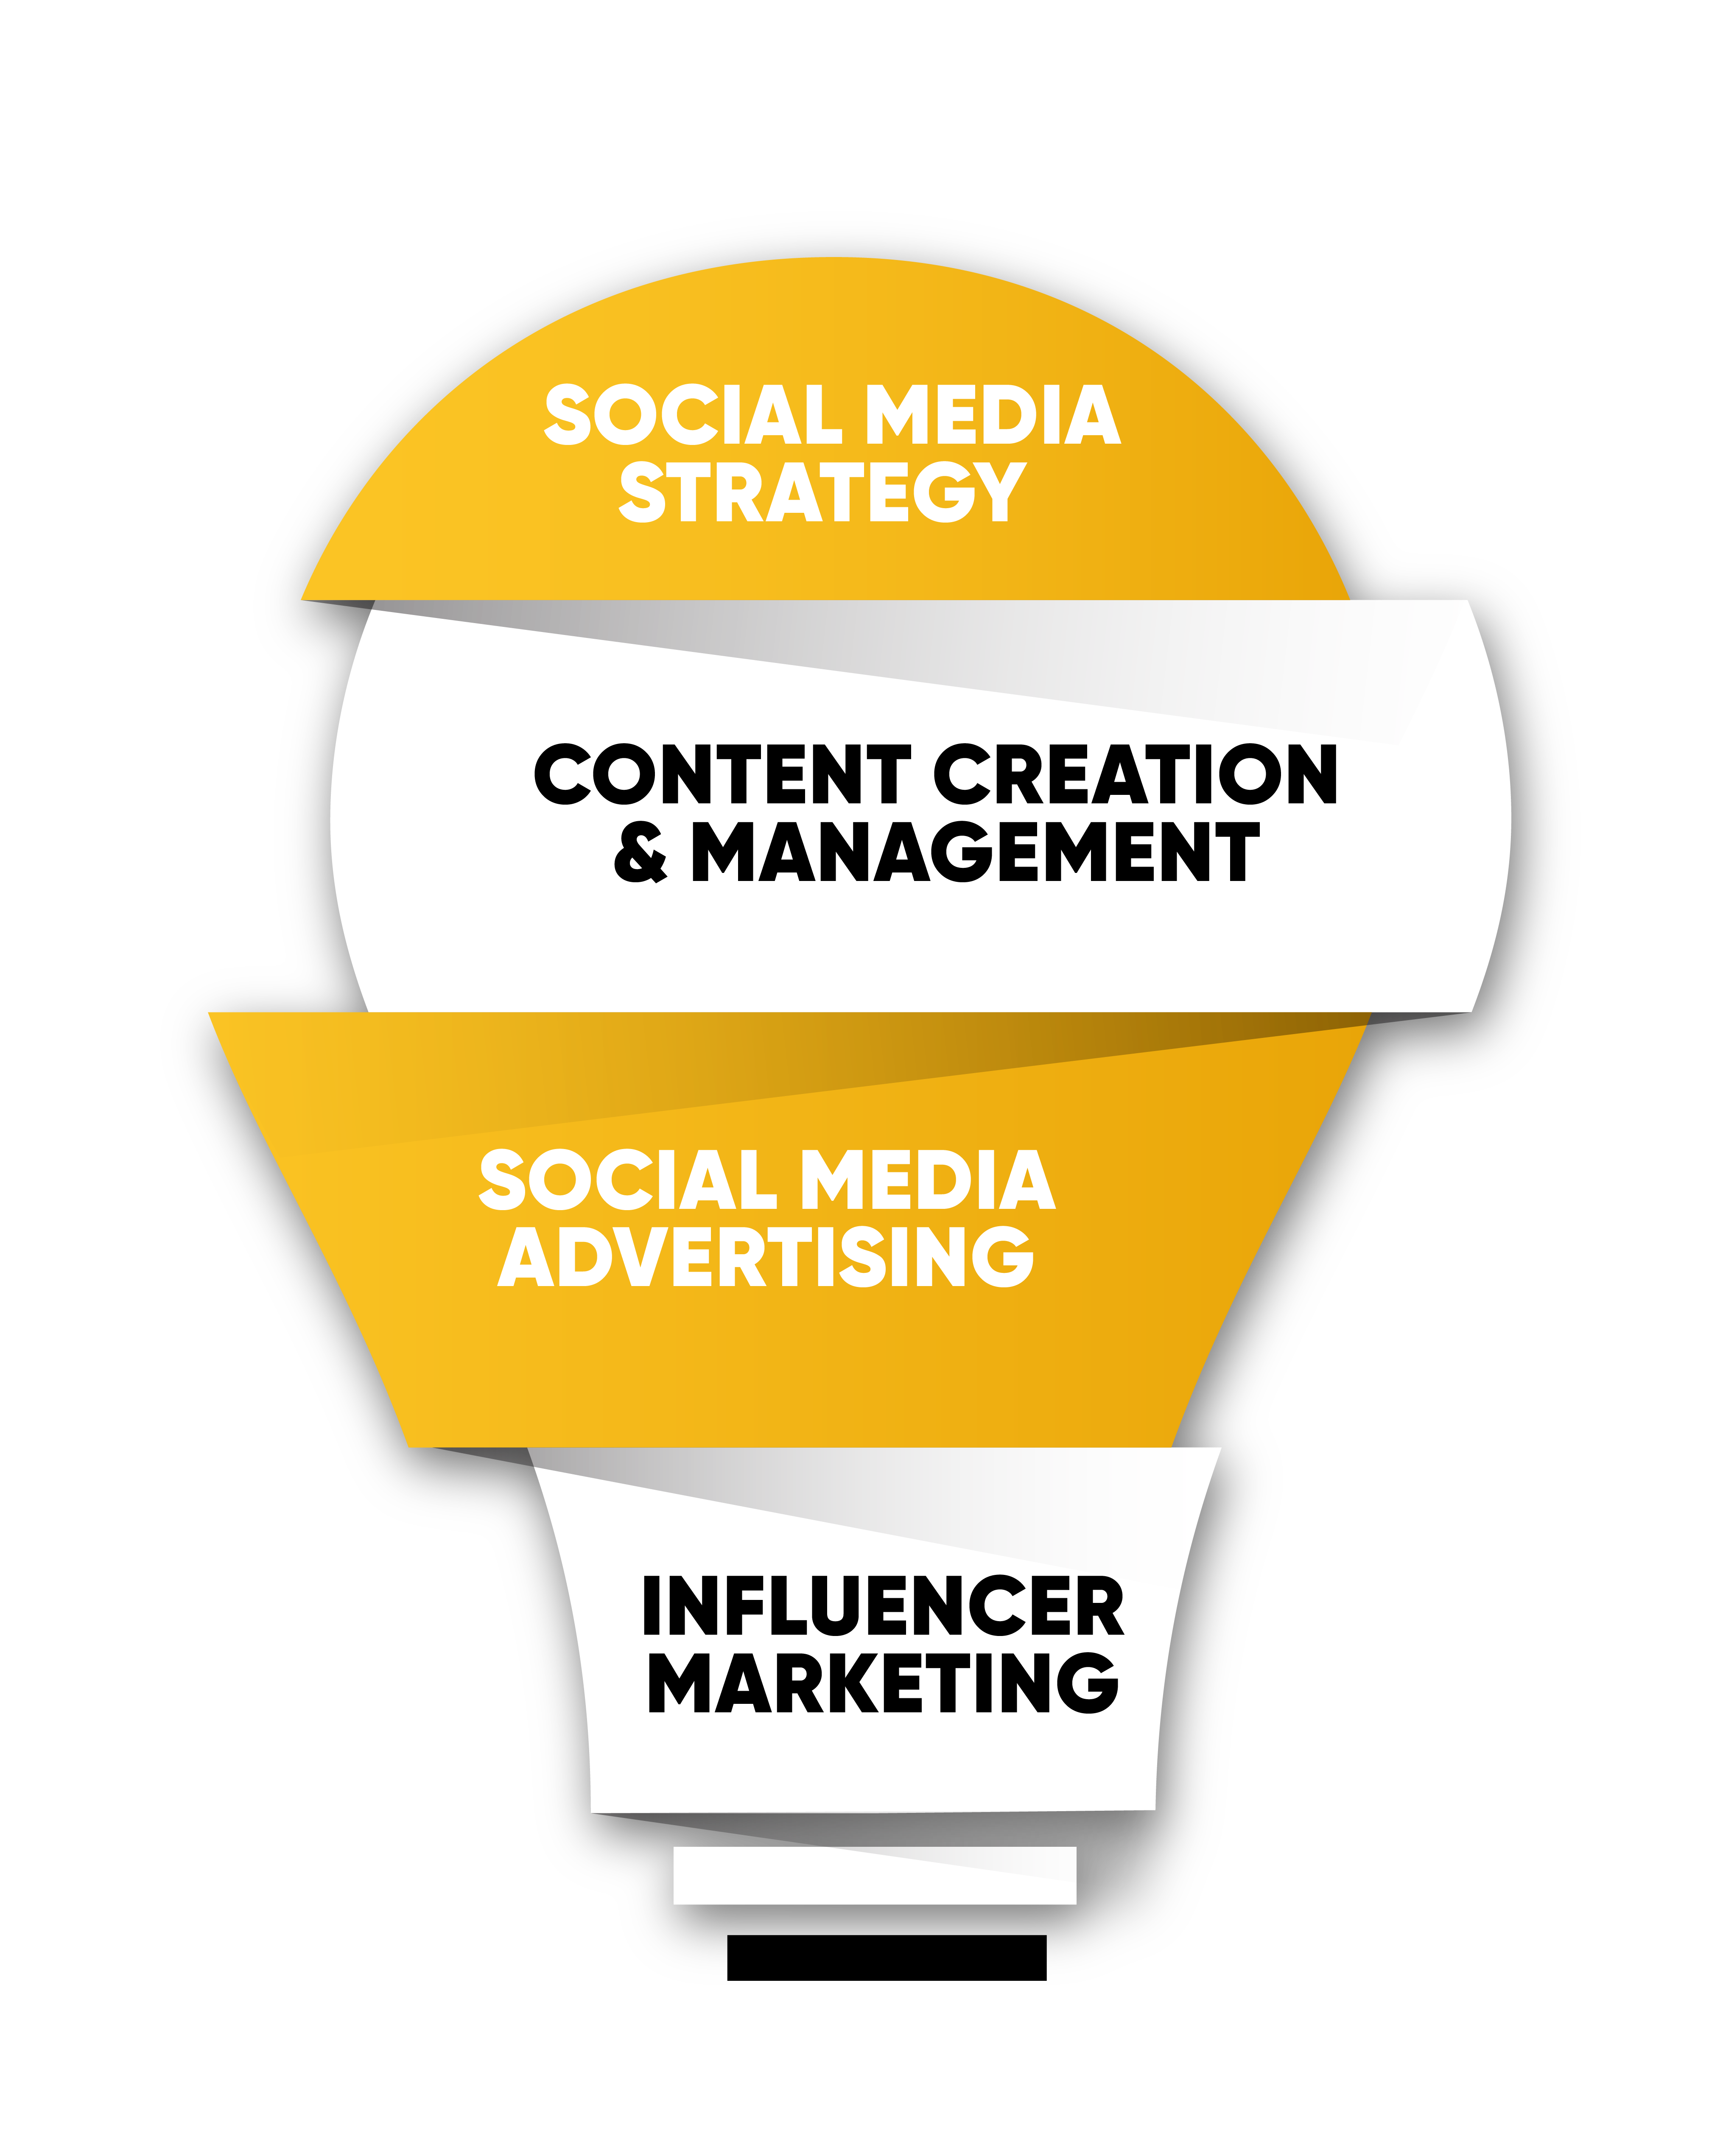 SOCIAL MEDIA
STRATEGY
CONTENT CREATION
& MANAGEMENT
SOCIAL MEDIA
ADVERTISING
INFLUENCER
MARKETING